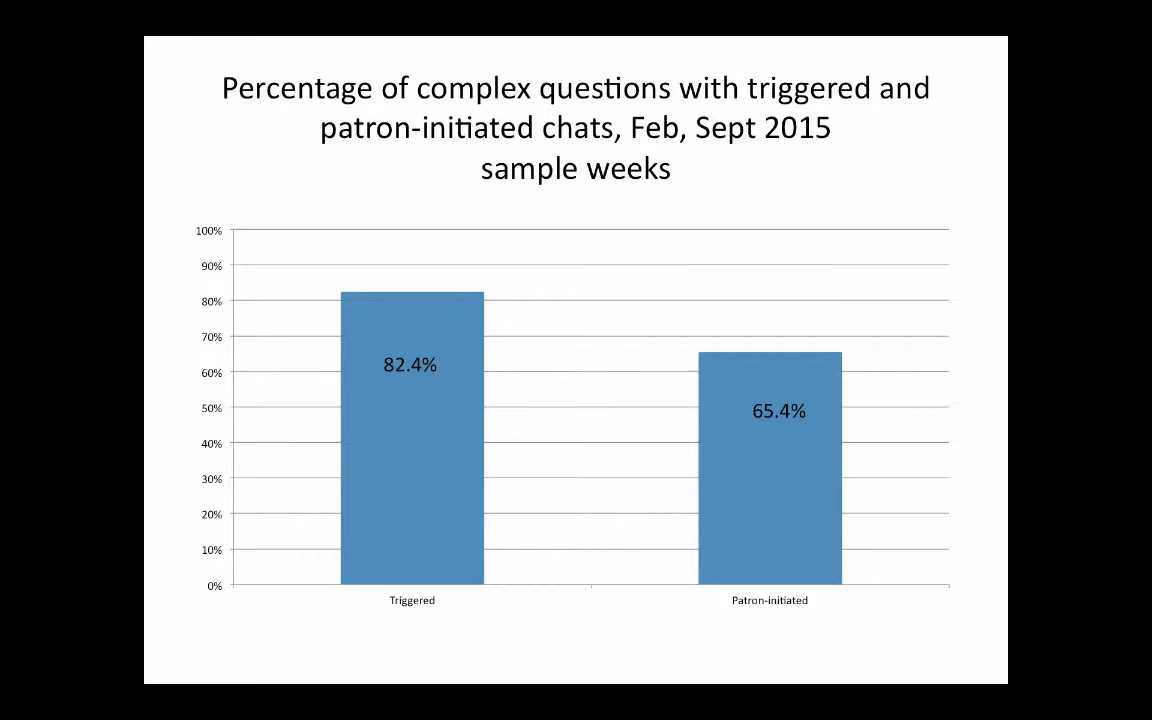 Percentage of complex questions with triggered and
patron-initiated chats, Feb, Sept 2015
sample weeks
100%
90%
80%
70%
60%
50%
40%
30%
20%
10%
0%
82.4%
65.4%
Triggered
Patron-initiated